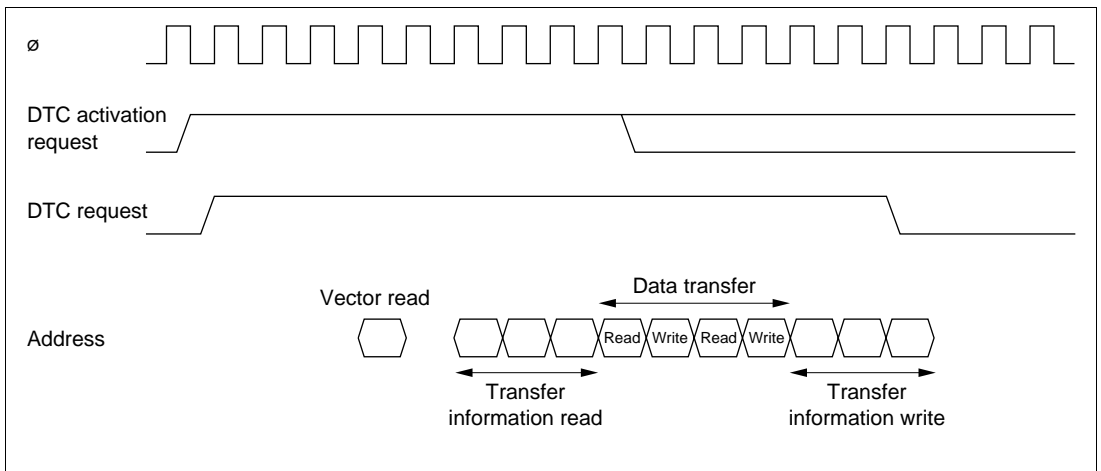 ø
DTC activation
request
DTC request
Data transfer
Vector read
Address
Read Write Read Write
Transfer
information read
Transfer
information write